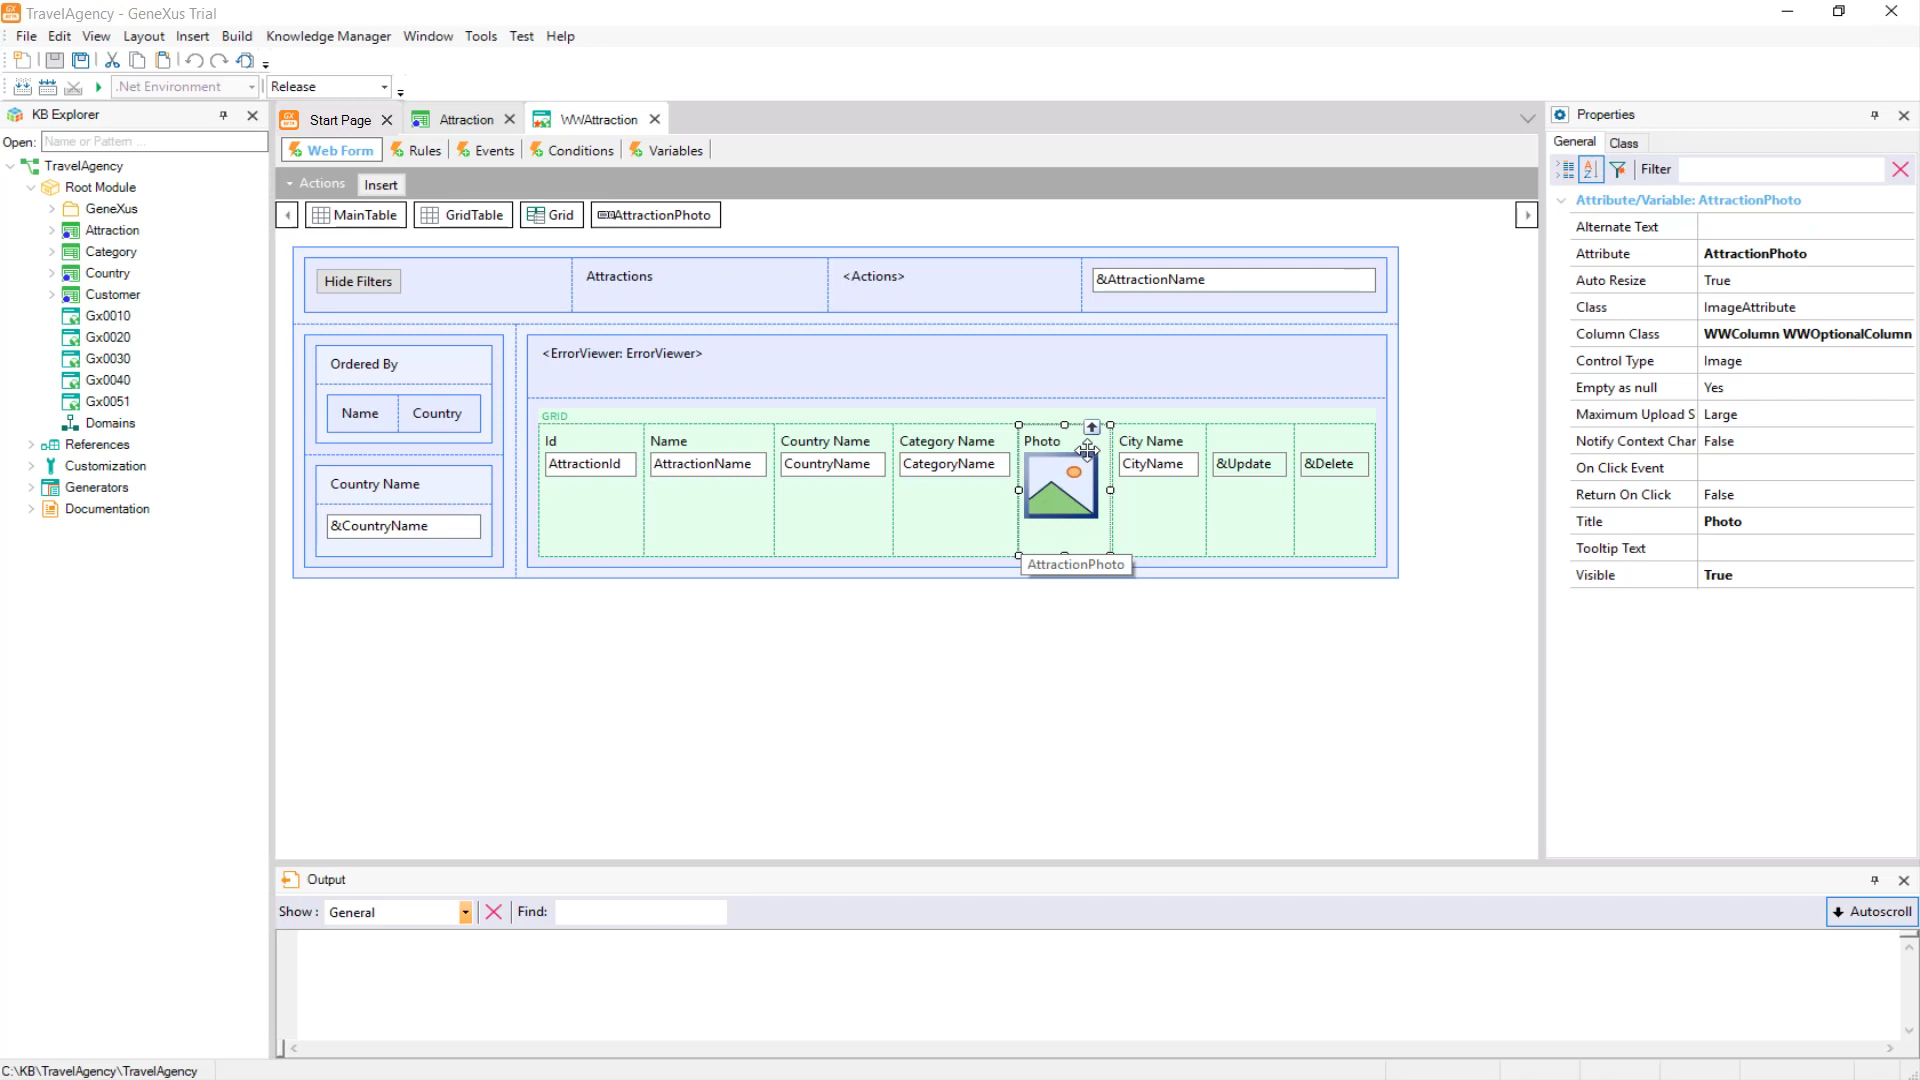 TravelAgency - GeneXus Trial
File Edit View Layout Insert Build Knowledge Manager Window Tools Test Help
.Net Environment Release
KB Explorer
Open: Name or Pattern ...
TravelAgency
Root Module
GeneXus
Attraction
Category
Country
Customer
Gx0010
Gx0020
Gx0030
Gx0040
Gx0051
Domains
References
Customization
Generators
Documentation
Start Page Attraction WWAttraction
Web Form Rules Events Conditions Variables
Actions Insert
MainTable GridTable Grid AttractionPhoto
Hide Filters Attractions <Actions> &AttractionName
Ordered By
Name Country
Country Name
&CountryName
<ErrorViewer: ErrorViewer>
GRID
Id Name Country Name Category Name Photo City Name
AttractionId AttractionName CountryName CategoryName CityName &Update &Delete
AttractionPhoto
Properties
General Class
Filter
Attribute/Variable: AttractionPhoto
Alternate Text
Attribute AttractionPhoto
Auto Resize True
Class ImageAttribute
Column Class WWColumn WWOptionalColumn
Control Type Image
Empty as null Yes
Maximum Upload S Large
Notify Context Char False
On Click Event
Return On Click False
Title Photo
Tooltip Text
Visible True
Output
Show : General Find: Autoscroll
C:\KB\TravelAgency\TravelAgency